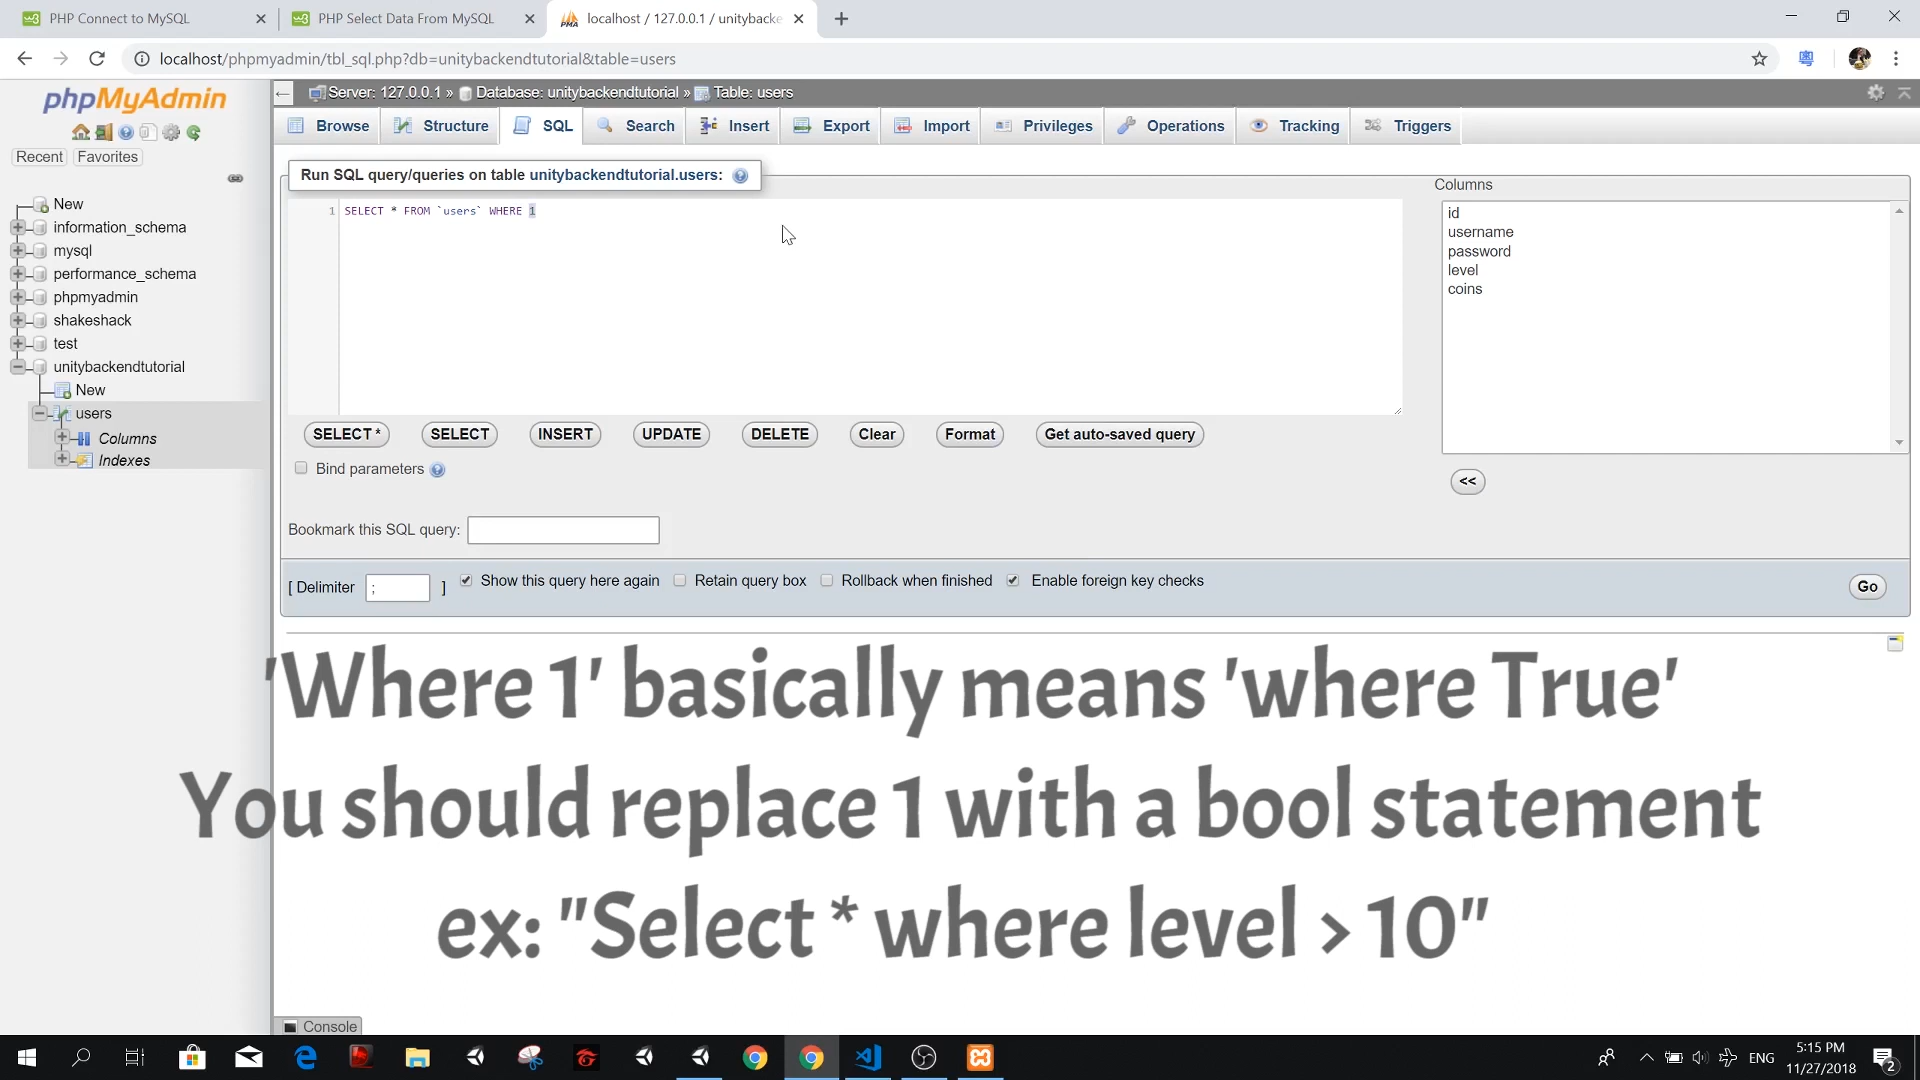 PHP Connect to MySQL
PHP Select Data From MySQL
localhost / 127.0.0.1 / unitybacke
localhost/phpmyadmin/tbl_sql.php?db=unitybackendtutorial&table=users
phpMyAdmin
Recent
Favorites
New
information_schema
mysql
performance_schema
phpmyadmin
shakeshack
test
unitybackendtutorial
New
users
Columns
Indexes
Server: 127.0.0.1 » Database: unitybackendtutorial » Table: users
Browse
Structure
SQL
Search
Insert
Export
Import
Privileges
Operations
Tracking
Triggers
Run SQL query/queries on table unitybackendtutorial.users:
1 SELECT * FROM `users` WHERE 1
Columns
id
username
password
level
coins
<<
SELECT *
SELECT
INSERT
UPDATE
DELETE
Clear
Format
Get auto-saved query
Bind parameters
Bookmark this SQL query:
[ Delimiter ; ]
Show this query here again
Retain query box
Rollback when finished
Enable foreign key checks
Go
'Where 1' basically means 'where True'
You should replace 1 with a bool statement
ex: "Select * where level > 10"
Console
ENG
5:15 PM
11/27/2018
2